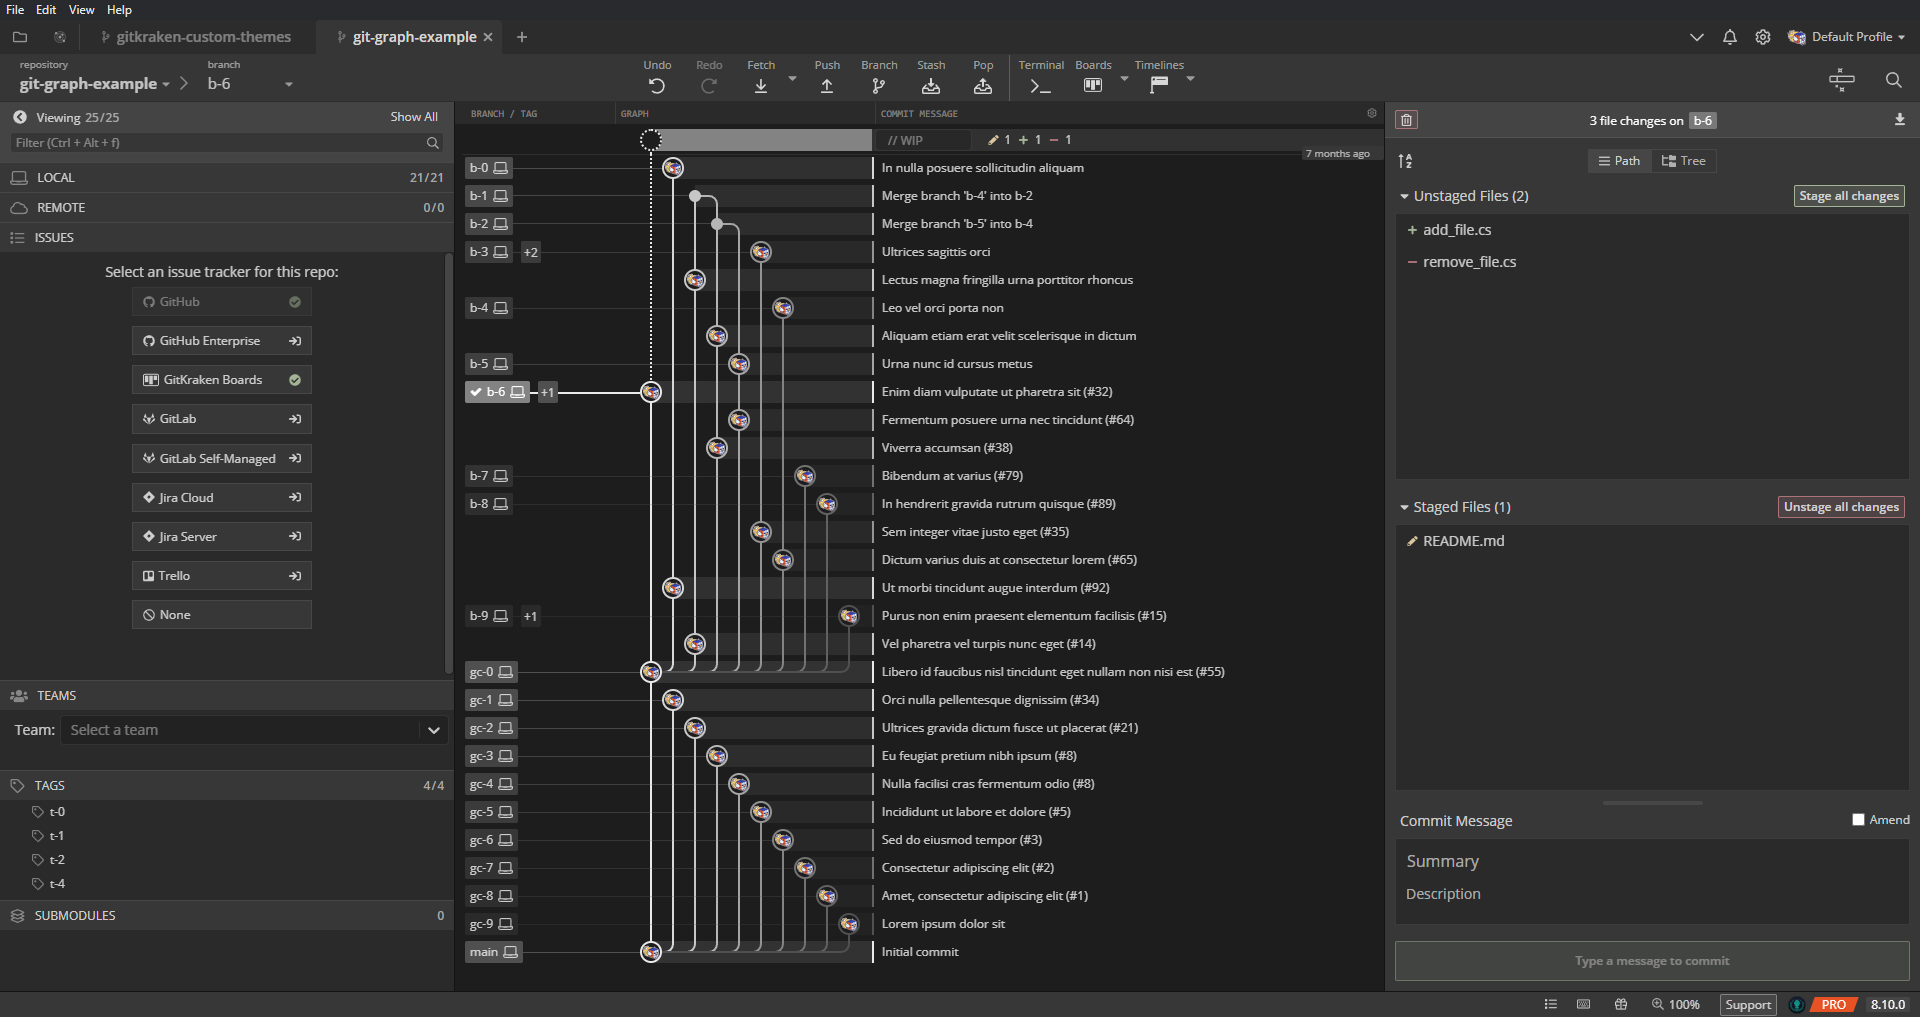 File Edit View Help
gitkraken-custom-themes
git-graph-example
Default Profile
repository
git-graph-example
branch
b-6
Undo
Redo
Fetch
Push
Branch
Stash
Pop
Terminal
Boards
Timelines
Viewing 25/25
Show All
Filter (Ctrl + Alt + f)
LOCAL 21/21
REMOTE 0/0
ISSUES
Select an issue tracker for this repo:
GitHub
GitHub Enterprise
GitKraken Boards
GitLab
GitLab Self-Managed
Jira Cloud
Jira Server
Trello
None
TEAMS
Team: Select a team
TAGS 4/4
t-0
t-1
t-2
t-4
SUBMODULES 0
BRANCH / TAG GRAPH COMMIT MESSAGE
// WIP 1 + 1 − 1
7 months ago
b-0 In nulla posuere sollicitudin aliquam
b-1 Merge branch 'b-4' into b-2
b-2 Merge branch 'b-5' into b-4
b-3 +2 Ultrices sagittis orci
Lectus magna fringilla urna porttitor rhoncus
b-4 Leo vel orci porta non
Aliquam etiam erat velit scelerisque in dictum
b-5 Urna nunc id cursus metus
b-6 +1 Enim diam vulputate ut pharetra sit (#32)
Fermentum posuere urna nec tincidunt (#64)
Viverra accumsan (#38)
b-7 Bibendum at varius (#79)
b-8 In hendrerit gravida rutrum quisque (#89)
Sem integer vitae justo eget (#35)
Dictum varius duis at consectetur lorem (#65)
Ut morbi tincidunt augue interdum (#92)
b-9 +1 Purus non enim praesent elementum facilisis (#15)
Vel pharetra vel turpis nunc eget (#14)
gc-0 Libero id faucibus nisl tincidunt eget nullam non nisi est (#55)
gc-1 Orci nulla pellentesque dignissim (#34)
gc-2 Ultrices gravida dictum fusce ut placerat (#21)
gc-3 Eu feugiat pretium nibh ipsum (#8)
gc-4 Nulla facilisi cras fermentum odio (#8)
gc-5 Incididunt ut labore et dolore (#5)
gc-6 Sed do eiusmod tempor (#3)
gc-7 Consectetur adipiscing elit (#2)
gc-8 Amet, consectetur adipiscing elit (#1)
gc-9 Lorem ipsum dolor sit
main Initial commit
3 file changes on b-6
Path Tree
Unstaged Files (2)
Stage all changes
+ add_file.cs
− remove_file.cs
Staged Files (1)
Unstage all changes
README.md
Commit Message
Amend
Summary
Description
Type a message to commit
100%
Support
PRO
8.10.0